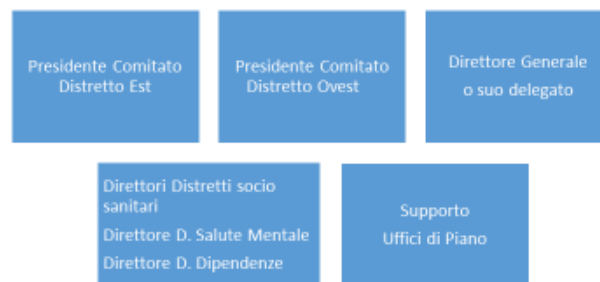 Presidente Comitato
Distretto Est
Presidente Comitato
Distretto Ovest
Direttore Generale
o suo delegato
Direttori Distretti socio
sanitari
Direttore D. Salute Mentale
Direttore D. Dipendenze
Supporto
Uffici di Piano